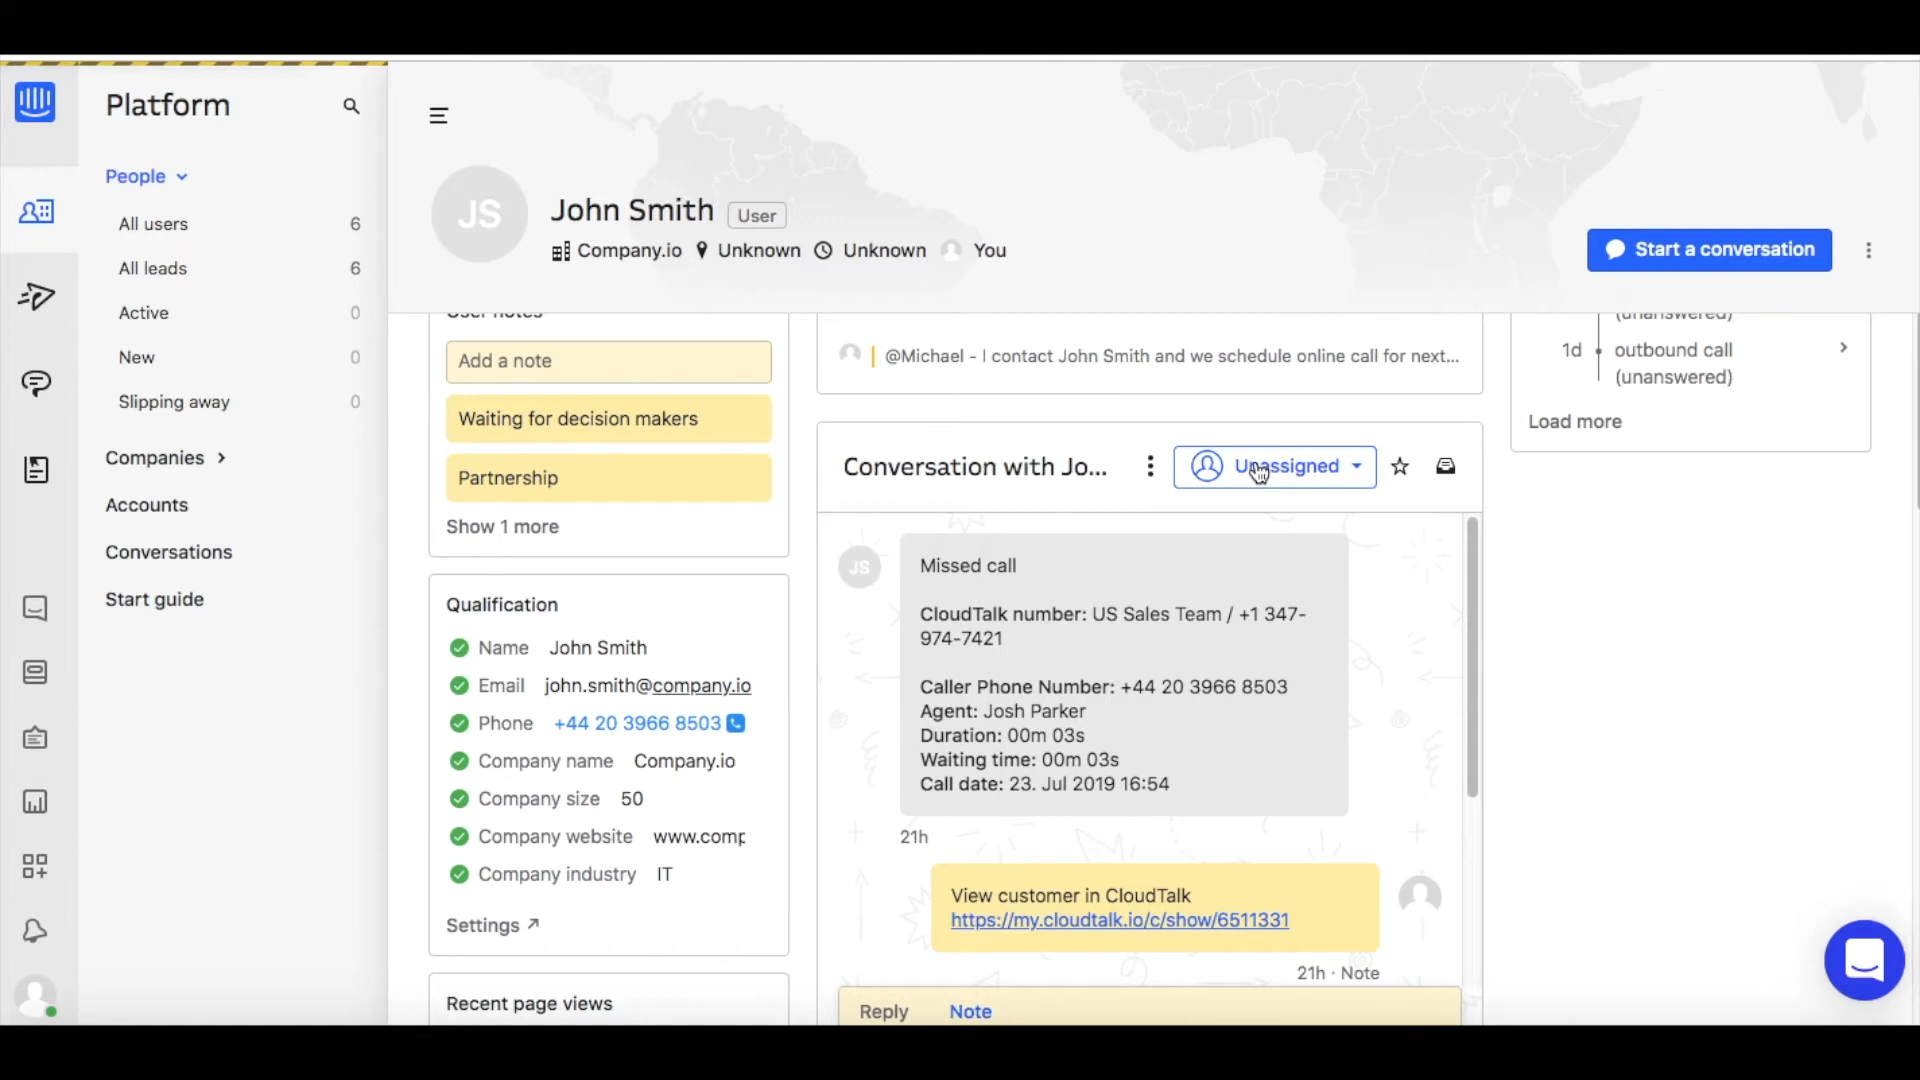 Platform
People
All users 6
All leads 6
Active 0
New 0
Slipping away 0
Companies
Accounts
Conversations
Start guide
JS
John Smith User
Company.io Unknown Unknown You
Start a conversation
User notes
Add a note
Waiting for decision makers
Partnership
Show 1 more
Qualification
Name John Smith
Email john.smith@company.io
Phone +44 20 3966 8503
Company name Company.io
Company size 50
Company website www.comp
Company industry IT
Settings
Recent page views
@Michael - I contact John Smith and we schedule online call for next...
Conversation with Jo...
Unassigned
JS
Missed call
CloudTalk number: US Sales Team / +1 347-
974-7421
Caller Phone Number: +44 20 3966 8503
Agent: Josh Parker
Duration: 00m 03s
Waiting time: 00m 03s
Call date: 23. Jul 2019 16:54
21h
View customer in CloudTalk
https://my.cloudtalk.io/c/show/6511331
21h · Note
Reply Note
(unanswered)
1d outbound call
(unanswered)
Load more